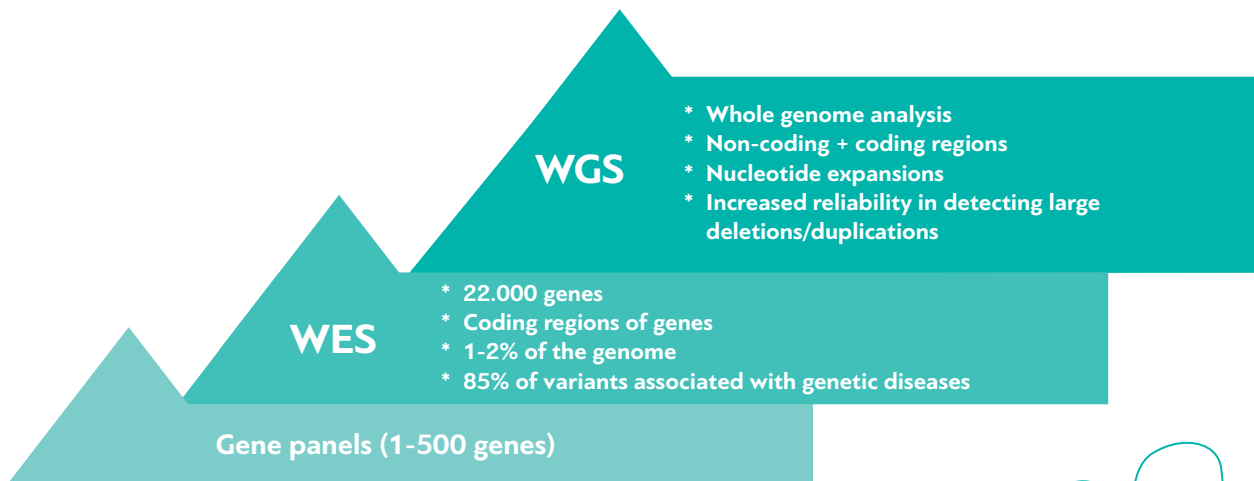 WGS
* Whole genome analysis
* Non-coding + coding regions
* Nucleotide expansions
* Increased reliability in detecting large
deletions/duplications
WES
* 22.000 genes
* Coding regions of genes
* 1-2% of the genome
* 85% of variants associated with genetic diseases
Gene panels (1-500 genes)